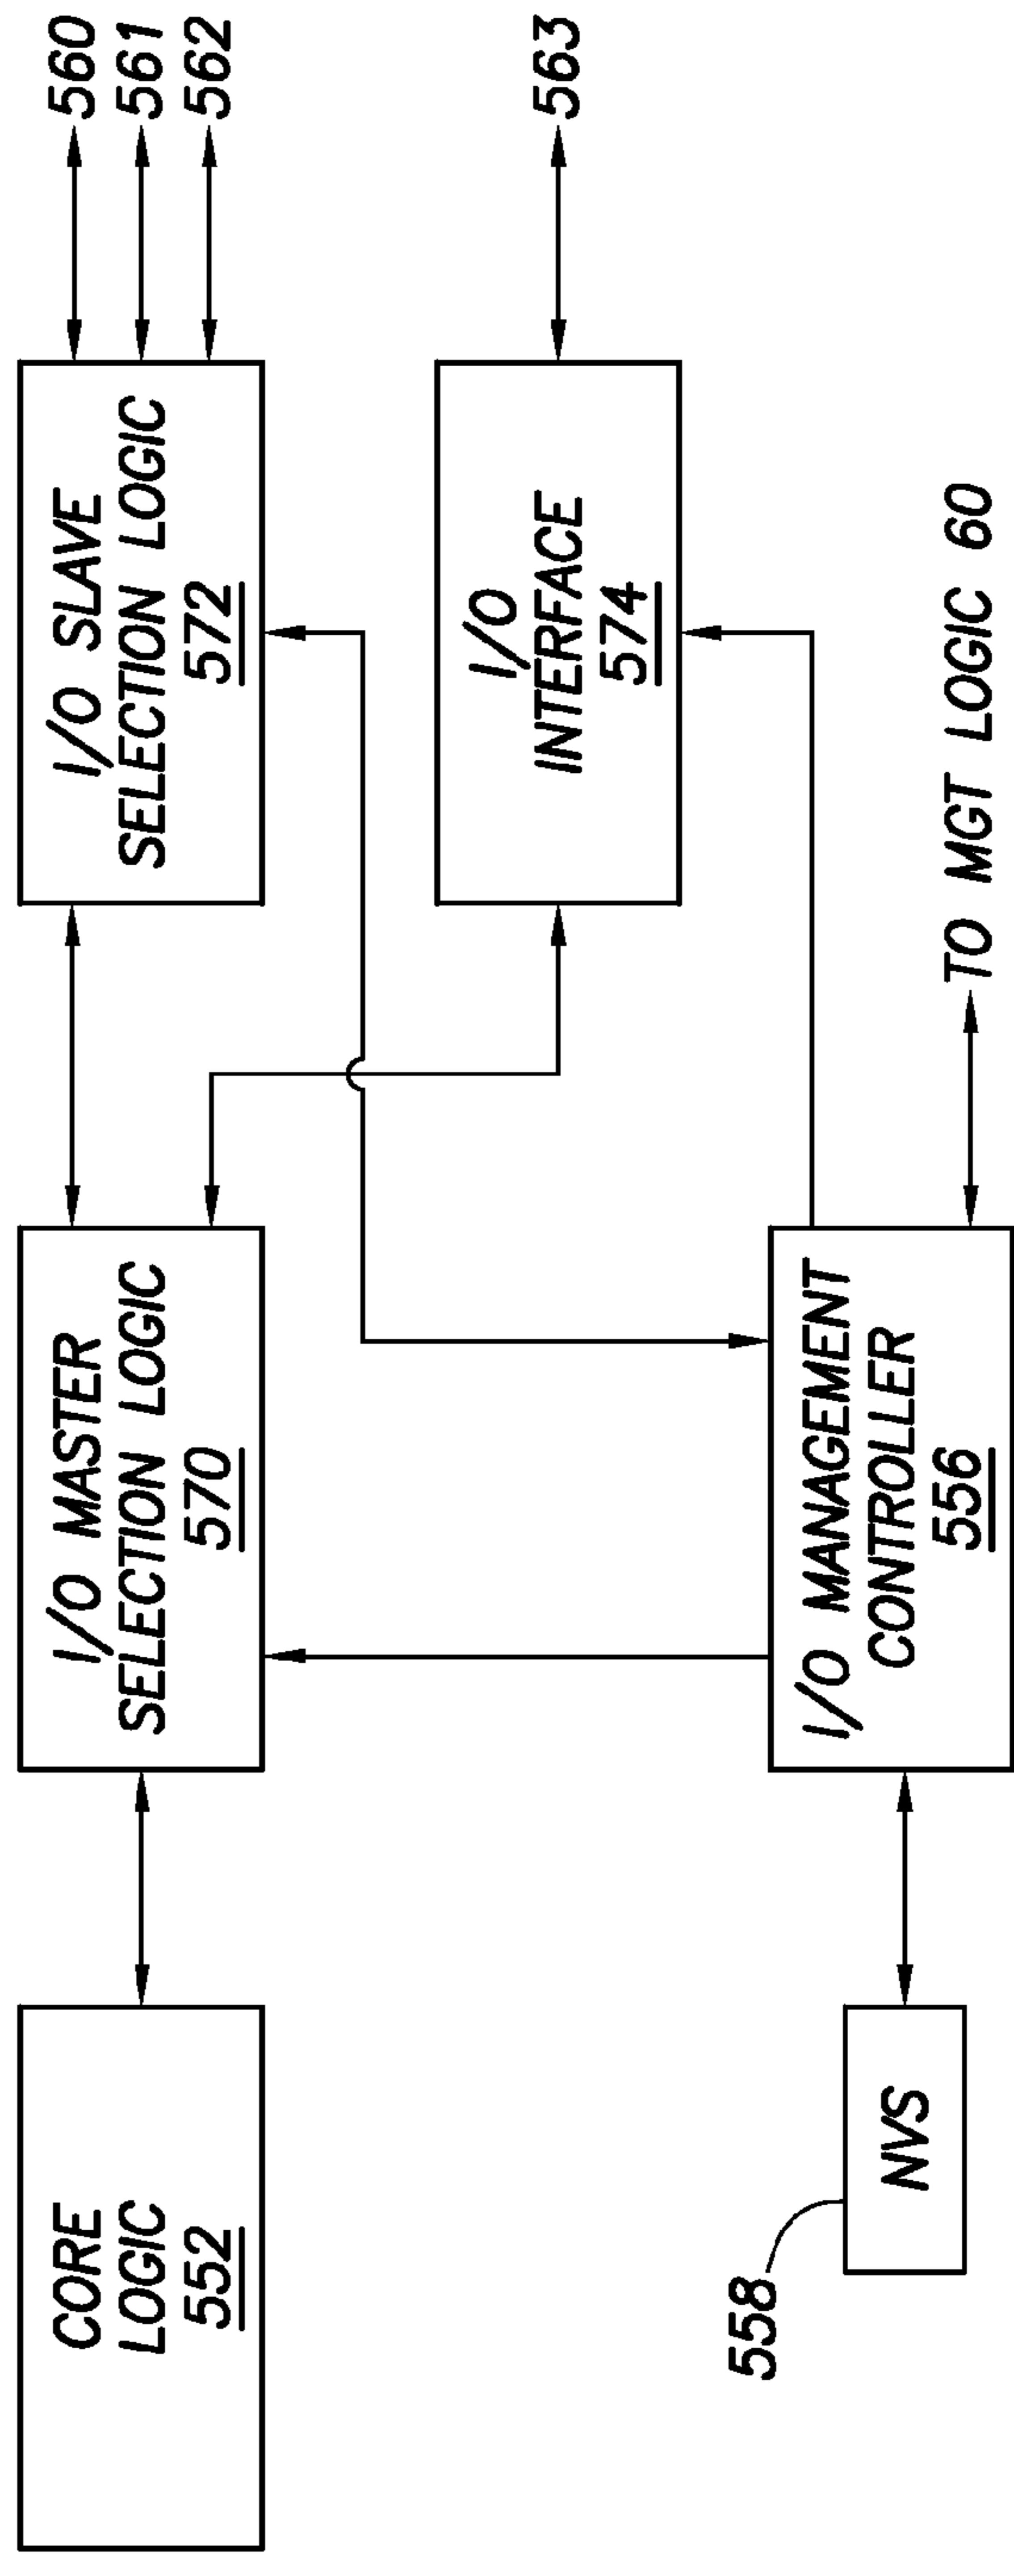 CORE
LOGIC
552
I/O MASTER
SELECTION LOGIC
570
I/O SLAVE
SELECTION LOGIC
572
560
561
562
I/O
INTERFACE
574
563
558
NVS
I/O MANAGEMENT
CONTROLLER
556
TO MGT LOGIC 60